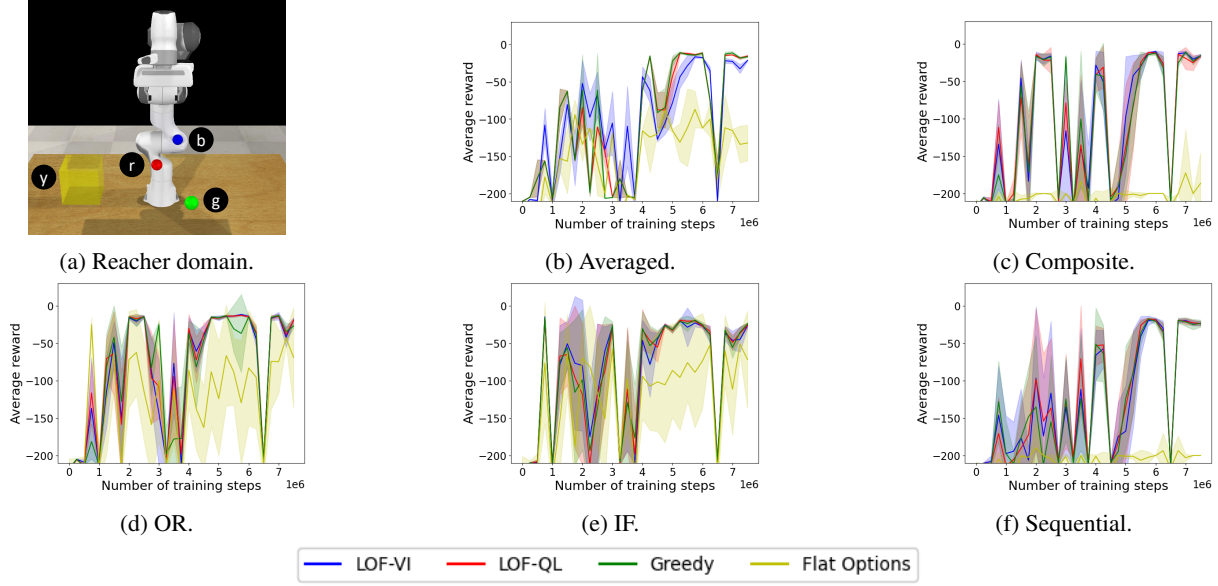 y
r
b
g
(a) Reacher domain.
0
−50
−100
−150
−200
Average reward
0 1 2 3 4 5 6 7
Number of training steps
1e6
(b) Averaged.
0
−50
−100
−150
−200
Average reward
0 1 2 3 4 5 6 7
Number of training steps
1e6
(c) Composite.
0
−50
−100
−150
−200
Average reward
0 1 2 3 4 5 6 7
Number of training steps
1e6
(d) OR.
0
−50
−100
−150
−200
Average reward
0 1 2 3 4 5 6 7
Number of training steps
1e6
(e) IF.
0
−50
−100
−150
−200
Average reward
0 1 2 3 4 5 6 7
Number of training steps
1e6
(f) Sequential.
LOF-VI LOF-QL Greedy Flat Options